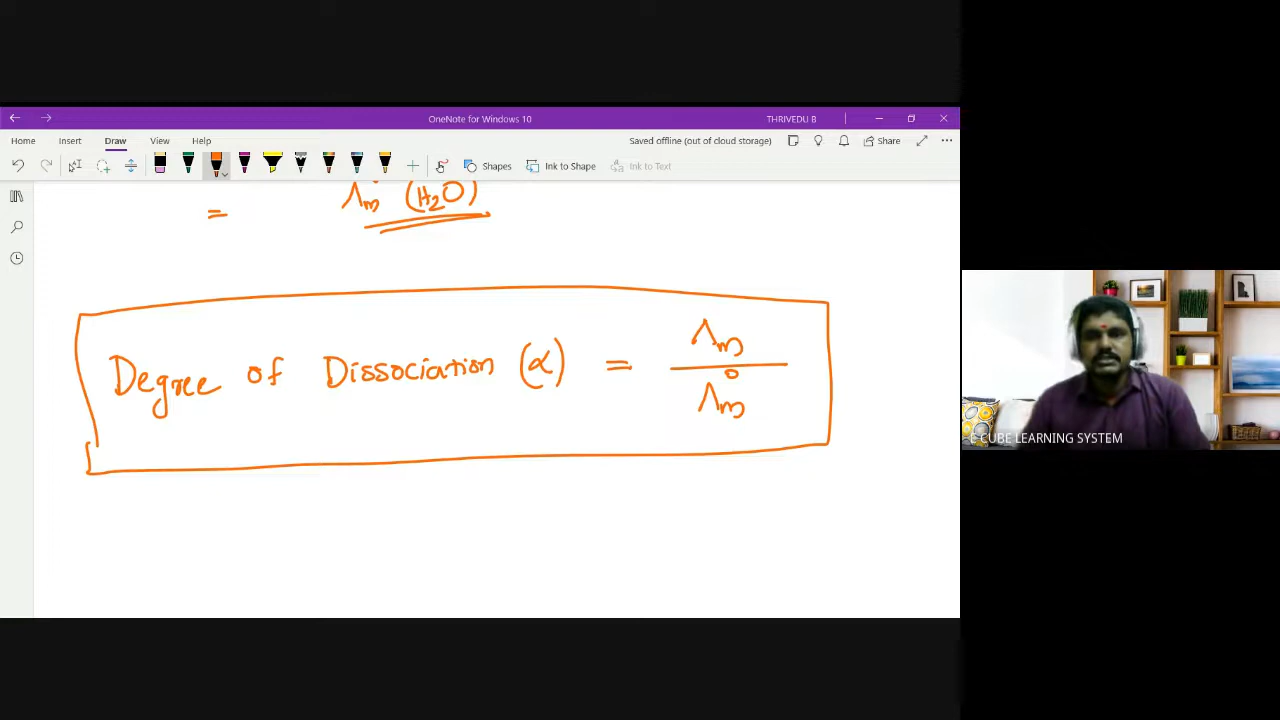 OneNote for Windows 10
THRIVEDU B
Home Insert Draw View Help
Saved offline (out of cloud storage)
Share
Shapes
Ink to Shape
Ink to Text
= Λm° (H2O)
Degree of Dissociation (α) = Λm / Λm°
E CUBE LEARNING SYSTEM